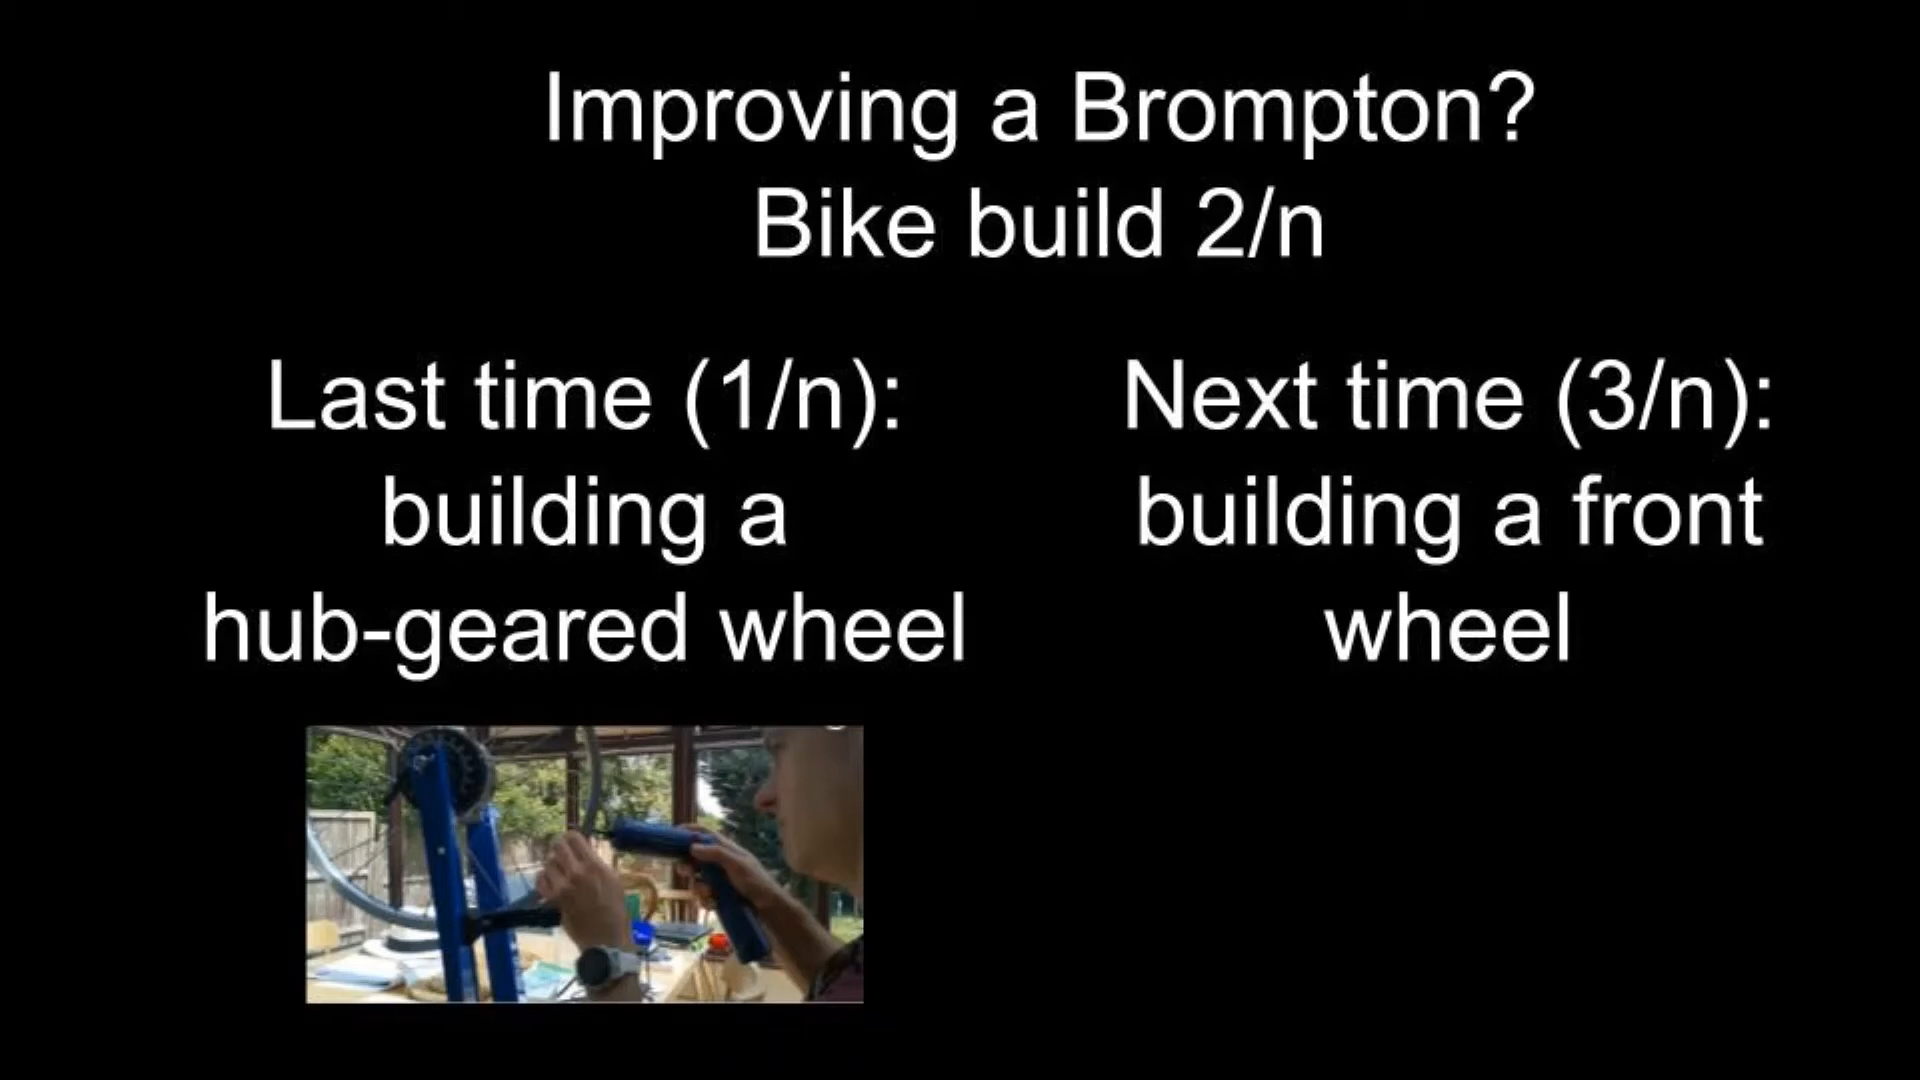 Improving a Brompton?
Bike build 2/n
Last time (1/n):
building a
hub-geared wheel
Next time (3/n):
building a front
wheel